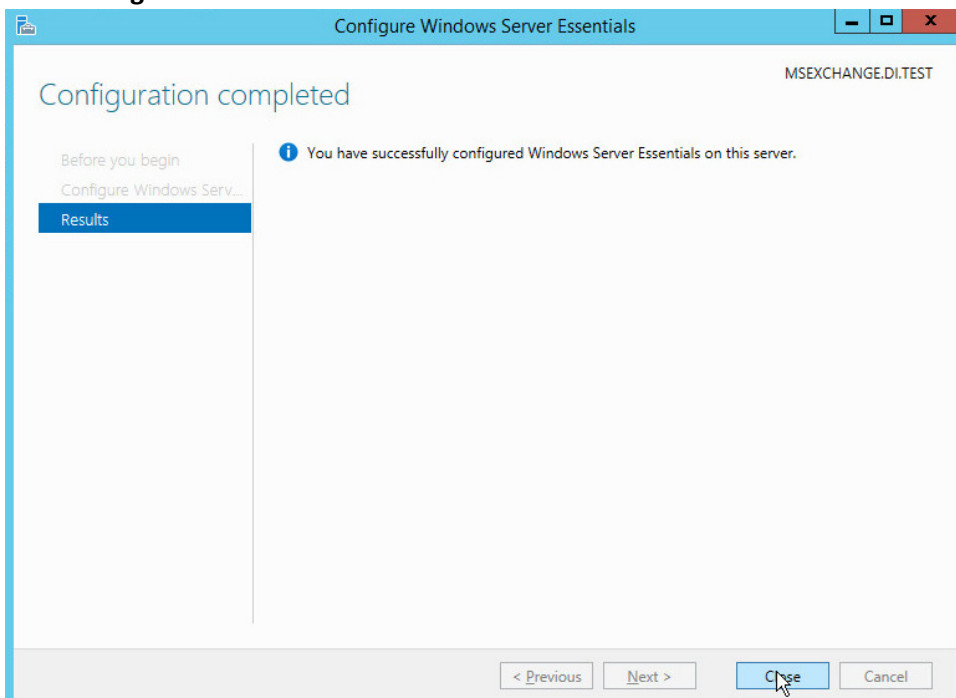 Configure Windows Server Essentials
MSEXCHANGE.DI.TEST
Configuration completed
Before you begin
Configure Windows Serv...
Results
You have successfully configured Windows Server Essentials on this server.
< Previous
Next >
Close
Cancel